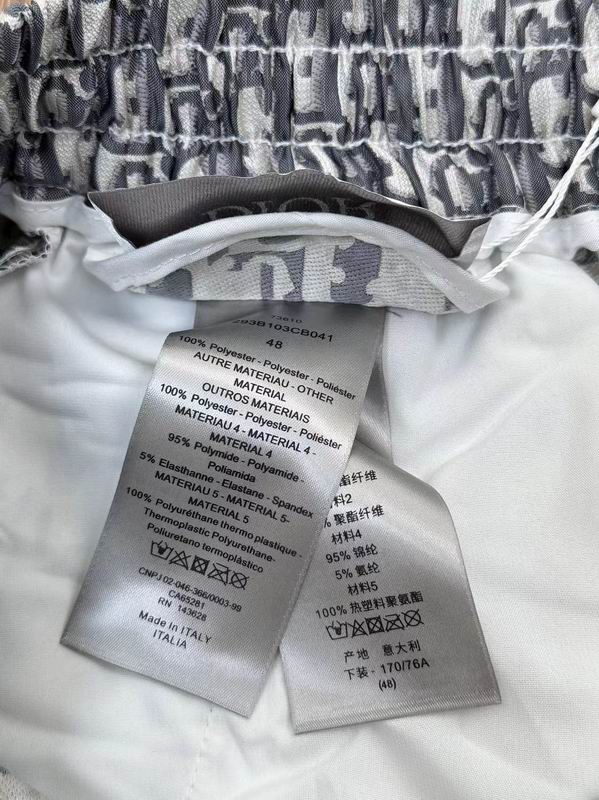 DIOR
73610
293B103CB041
48
100% Polyester - Polyester - Poliéster
AUTRE MATERIAU - OTHER
MATERIAL
OUTROS MATERIAIS
100% Polyester - Polyester - Poliéster
MATERIAU 4 - MATERIAL 4 -
MATERIAL 4
95% Polymide - Polyamide -
Poliamida
5% Elasthanne - Elastane - Spandex
MATERIAU 5 - MATERIAL 5-
MATERIAL 5
100% Polyuréthane thermo plastique -
Thermoplastic Polyurethane-
Poliuretano termoplástico
CNPJ 02-046-366/0003-99
CA65281
RN 143628
Made in ITALY
ITALIA
酯纤维
料2
% 聚酯纤维
材料4
95% 锦纶
5% 氨纶
材料5
100% 热塑料聚氨酯
产地 意大利
下装 - 170/76A
(48)